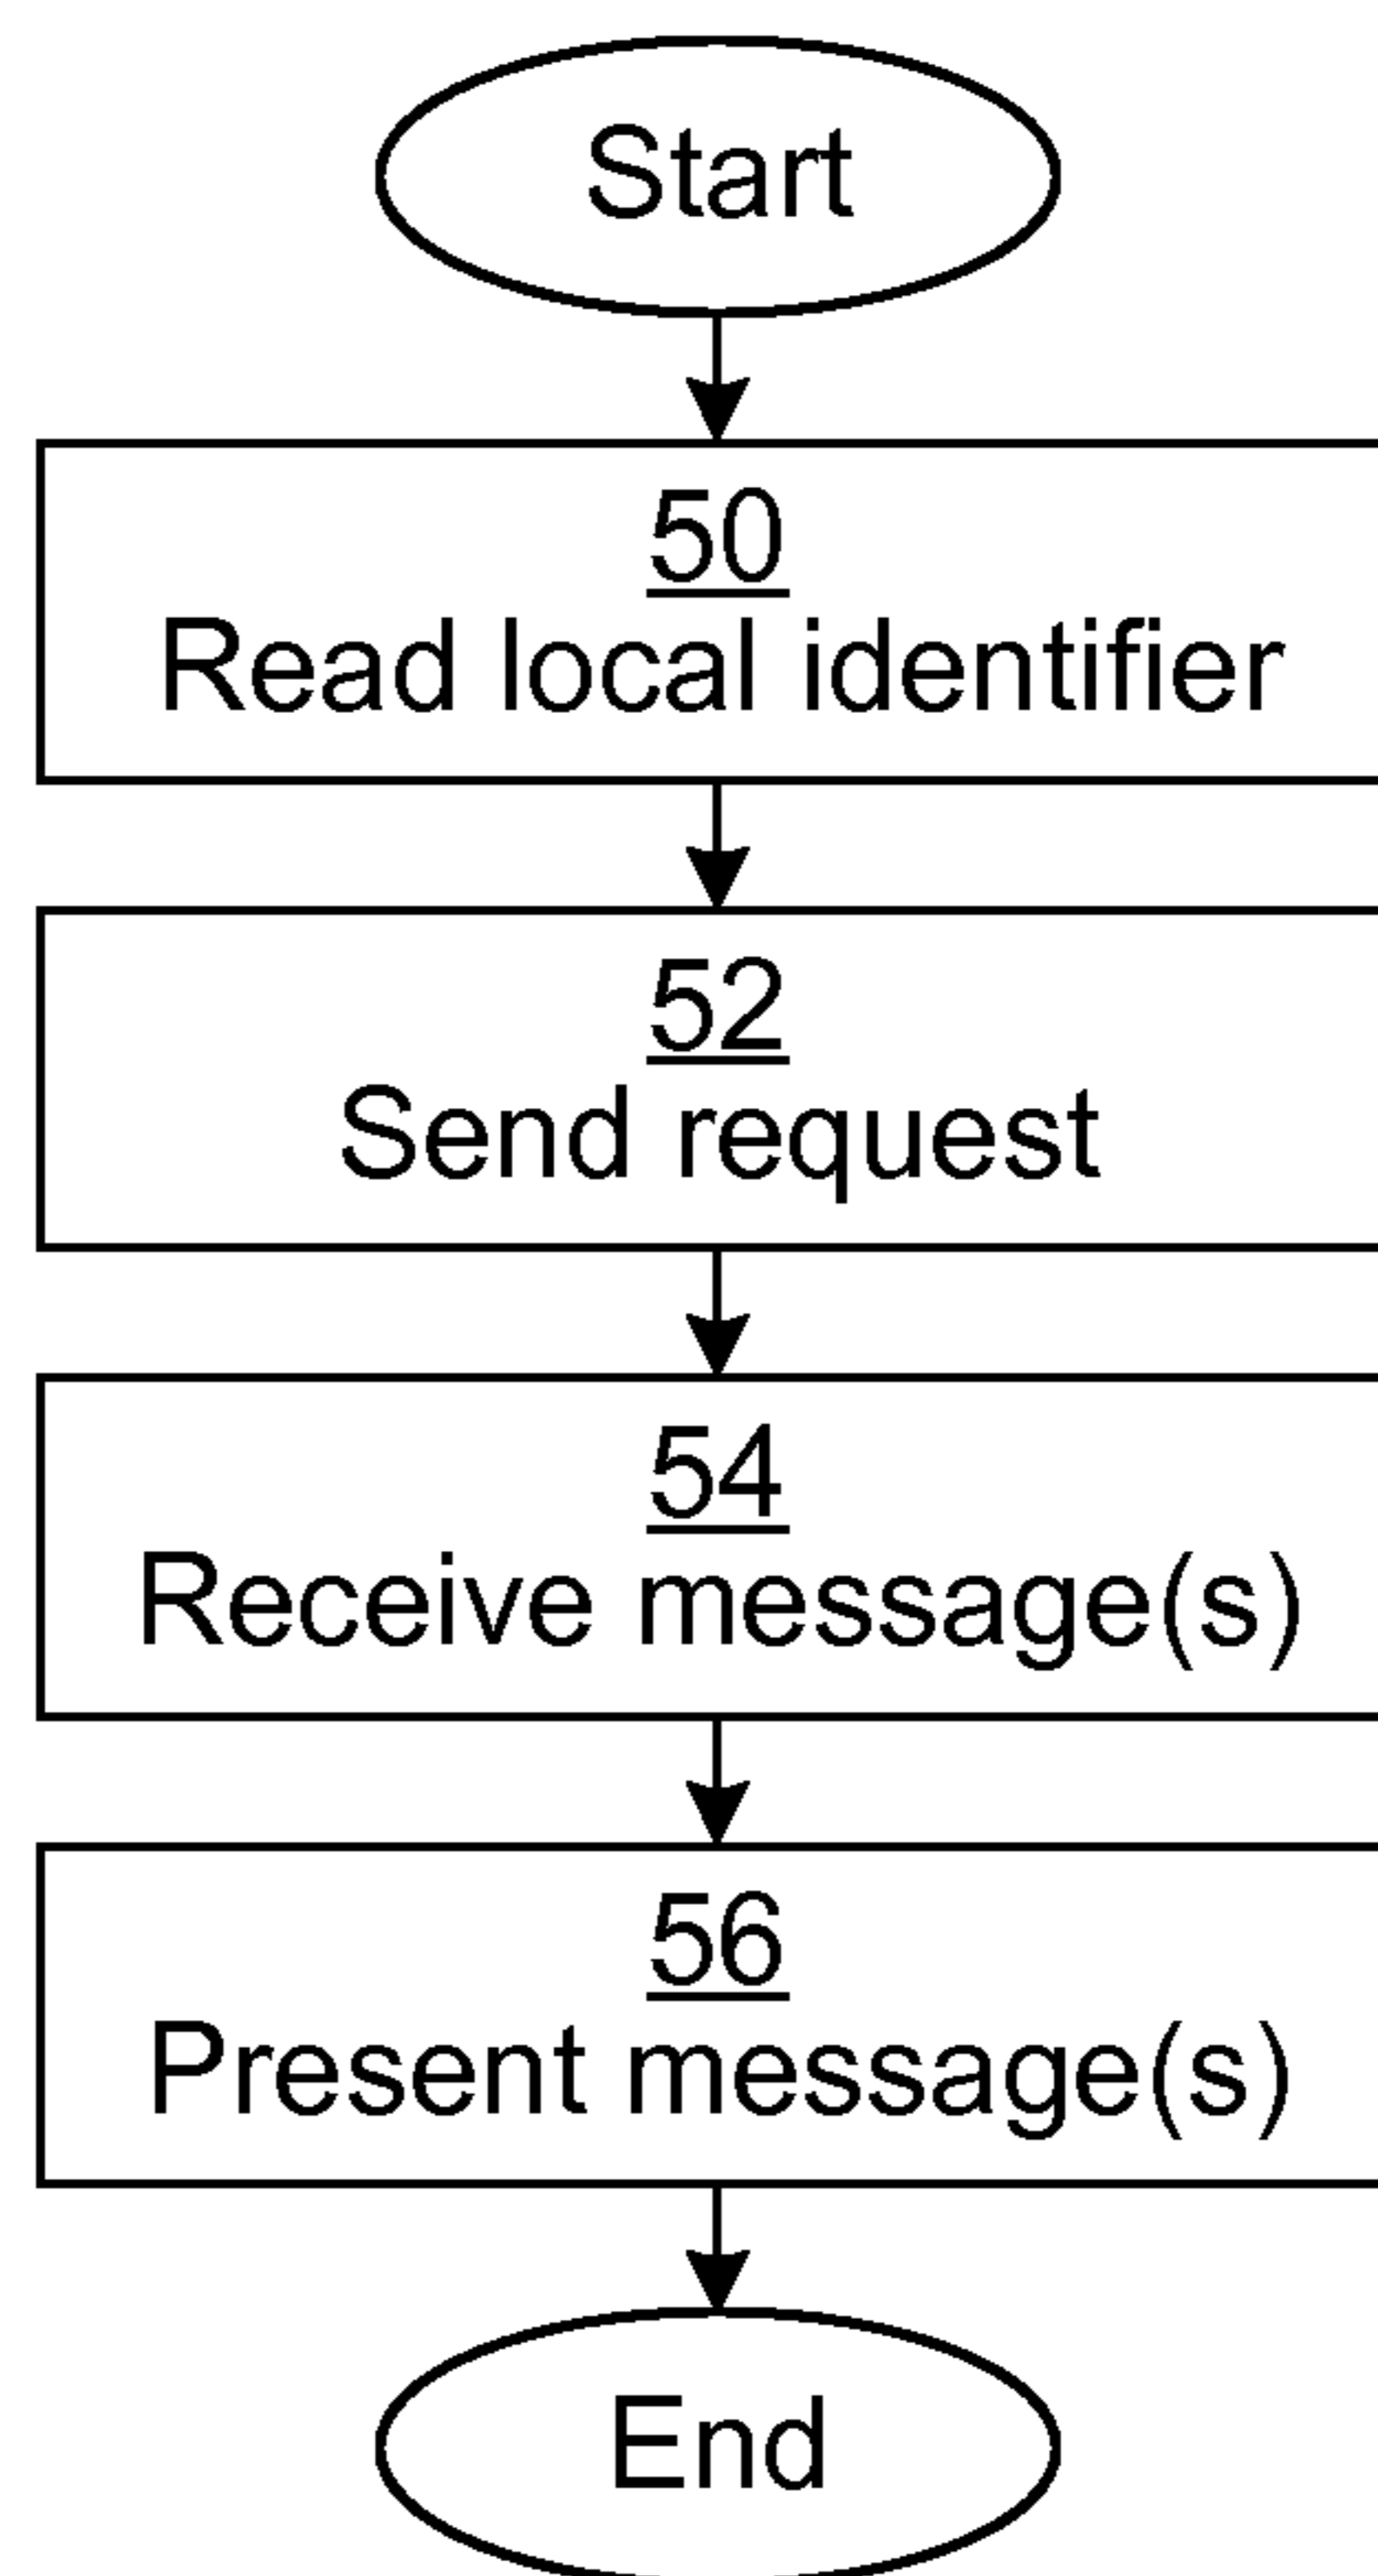 Start
50
Read local identifier
52
Send request
54
Receive message(s)
56
Present message(s)
End